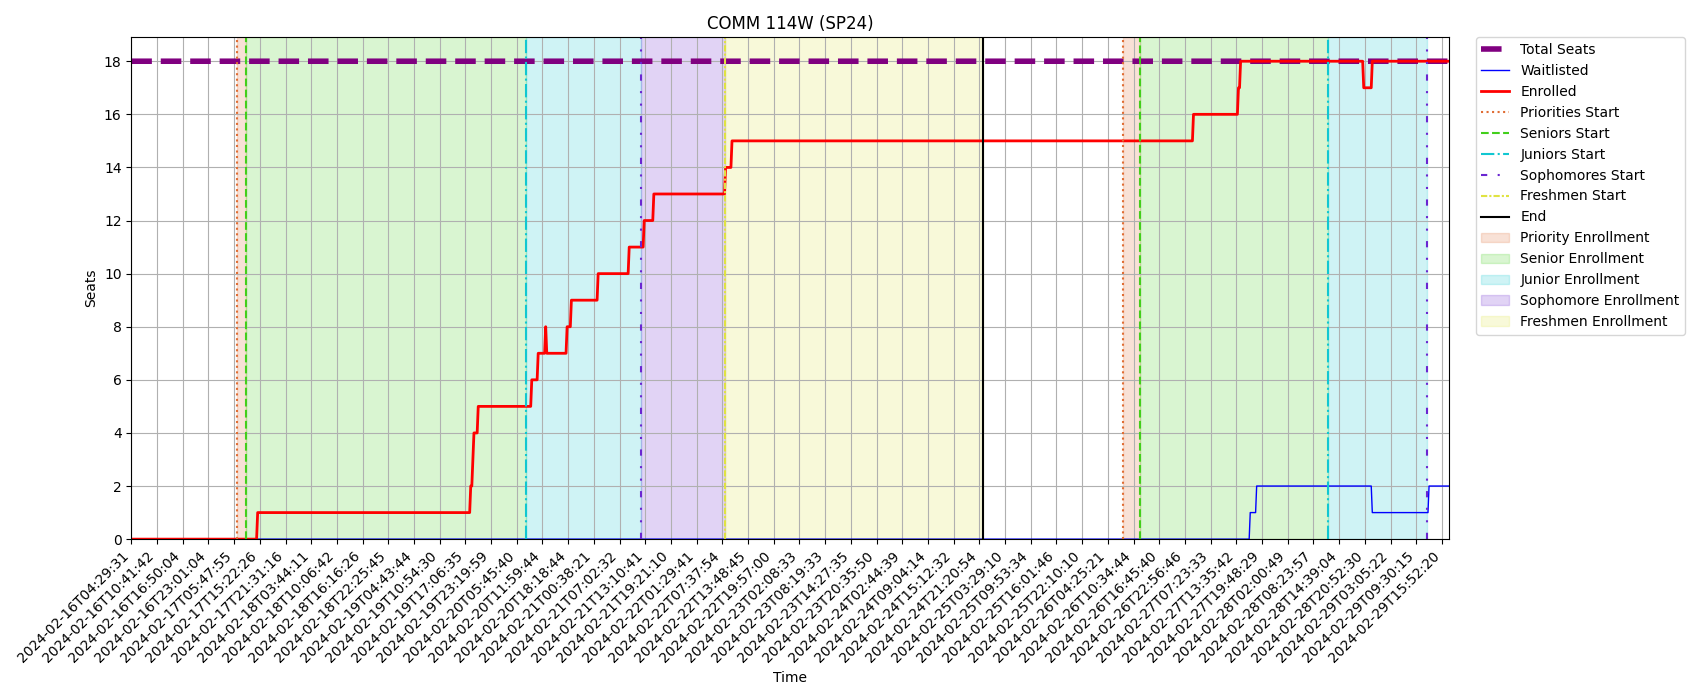 COMM 114W (SP24)
Seats
18
16
14
12
10
8
6
4
2
0
2024-02-16T04:29:31
2024-02-16T10:41:42
2024-02-16T16:50:04
2024-02-16T23:01:04
2024-02-17T05:47:55
2024-02-17T15:22:26
2024-02-17T21:31:16
2024-02-18T03:44:11
2024-02-18T10:06:42
2024-02-18T16:16:26
2024-02-18T22:25:45
2024-02-19T04:43:44
2024-02-19T10:54:30
2024-02-19T17:06:35
2024-02-19T23:19:59
2024-02-20T05:45:40
2024-02-20T11:59:44
2024-02-20T18:18:44
2024-02-21T00:38:21
2024-02-21T07:02:32
2024-02-21T13:10:41
2024-02-21T19:21:10
2024-02-22T01:29:41
2024-02-22T07:37:54
2024-02-22T13:48:45
2024-02-22T19:57:00
2024-02-23T02:08:33
2024-02-23T08:19:33
2024-02-23T14:27:35
2024-02-23T20:35:50
2024-02-24T02:44:39
2024-02-24T09:04:14
2024-02-24T15:12:32
2024-02-24T21:20:54
2024-02-25T03:29:10
2024-02-25T09:53:34
2024-02-25T16:01:46
2024-02-25T22:10:10
2024-02-26T04:25:21
2024-02-26T10:34:44
2024-02-26T16:45:40
2024-02-26T22:56:46
2024-02-27T07:23:33
2024-02-27T13:35:42
2024-02-27T19:48:29
2024-02-28T02:00:49
2024-02-28T08:23:57
2024-02-28T14:39:04
2024-02-28T20:52:30
2024-02-29T03:05:22
2024-02-29T09:30:15
2024-02-29T15:52:20
Time
Total Seats
Waitlisted
Enrolled
Priorities Start
Seniors Start
Juniors Start
Sophomores Start
Freshmen Start
End
Priority Enrollment
Senior Enrollment
Junior Enrollment
Sophomore Enrollment
Freshmen Enrollment